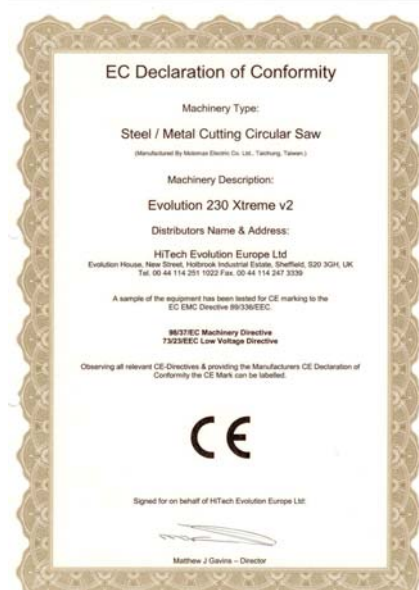 EC Declaration of Conformity
Machinery Type:
Steel / Metal Cutting Circular Saw
(Manufactured By Motomax Electric Co. Ltd., Taichung, Taiwan.)
Machinery Description:
Evolution 230 Xtreme v2
Distributors Name & Address:
HiTech Evolution Europe Ltd
Evolution House, New Street, Holbrook Industrial Estate, Sheffield, S20 3GH, UK
Tel. 00 44 114 251 1022 Fax. 00 44 114 247 3339
A sample of the equipment has been tested for CE marking to the
EC EMC Directive 89/336/EEC.
98/37/EC Machinery Directive
73/23/EEC Low Voltage Directive
Observing all relevant CE-Directives & providing the Manufacturers CE Declaration of
Conformity the CE Mark can be labelled.
CE
Signed for on behalf of HiTech Evolution Europe Ltd:
Matthew J Gavins – Director